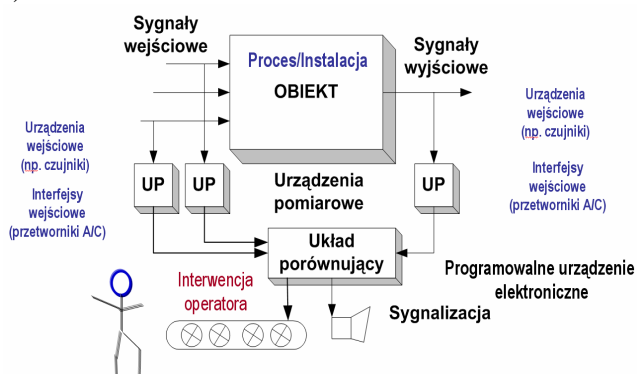 Sygnały
wejściowe
Proces/Instalacja
OBIEKT
Sygnały
wyjściowe
Urządzenia
wejściowe
(np. czujniki)
Interfejsy
wejściowe
(przetworniki A/C)
UP
UP
Urządzenia
pomiarowe
UP
Urządzenia
wejściowe
(np. czujniki)
Interfejsy
wejściowe
(przetworniki A/C)
Układ
porównujący
Programowalne urządzenie
elektroniczne
Interwencja
operatora
Sygnalizacja